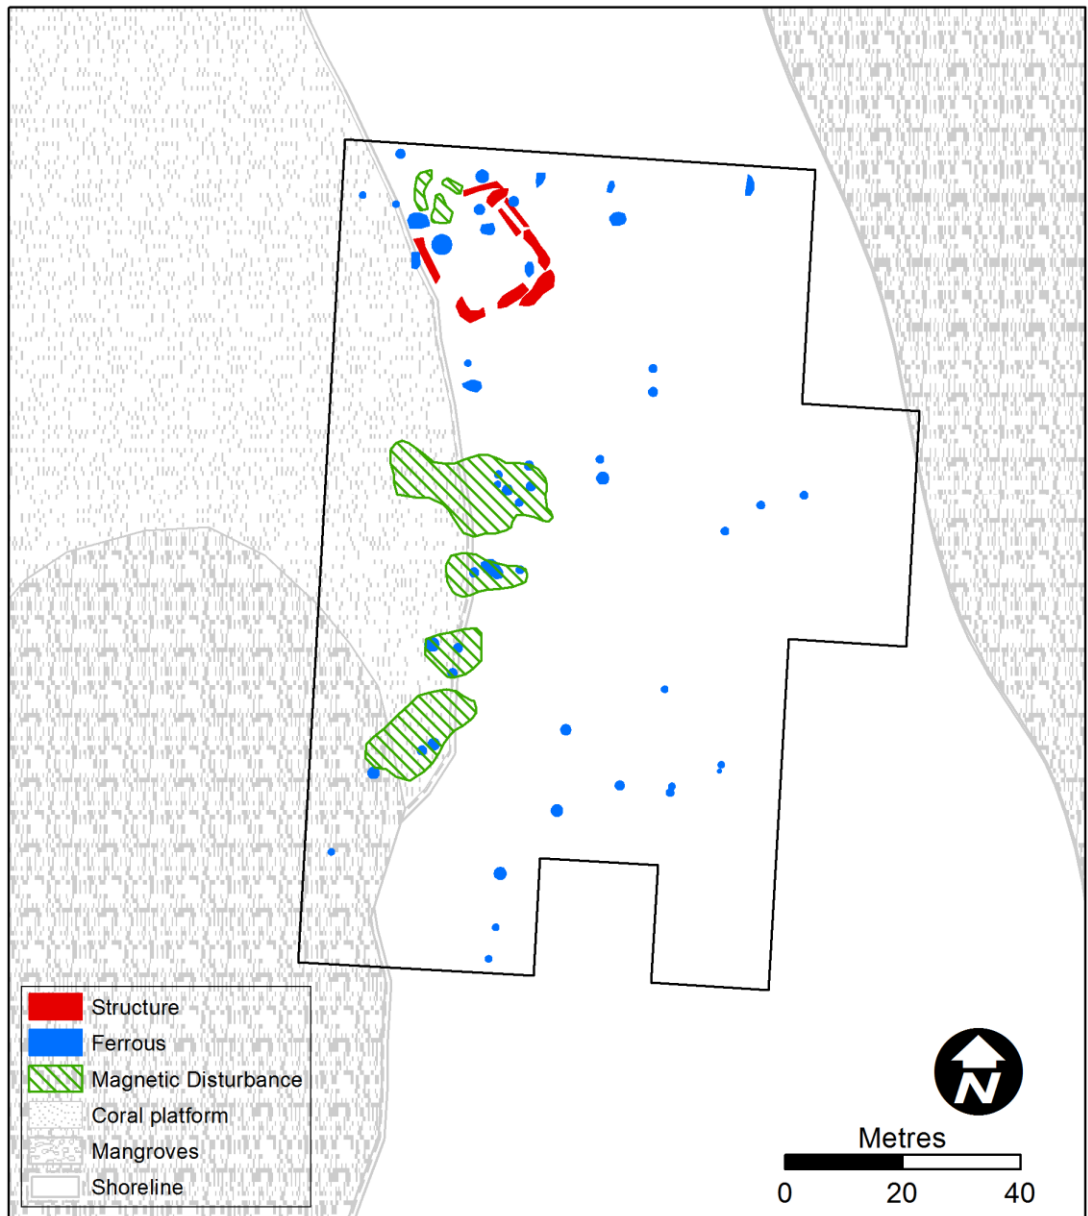 Structure
Ferrous
Magnetic Disturbance
Coral platform
Mangroves
Shoreline
N
Metres
0 20 40